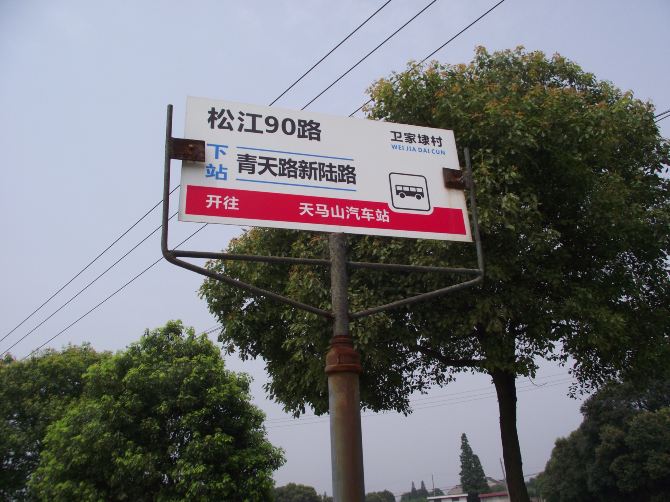 松江90路
卫家埭村
WEI JIA DAI CUN
下站
青天路新陆路
开往 天马山汽车站